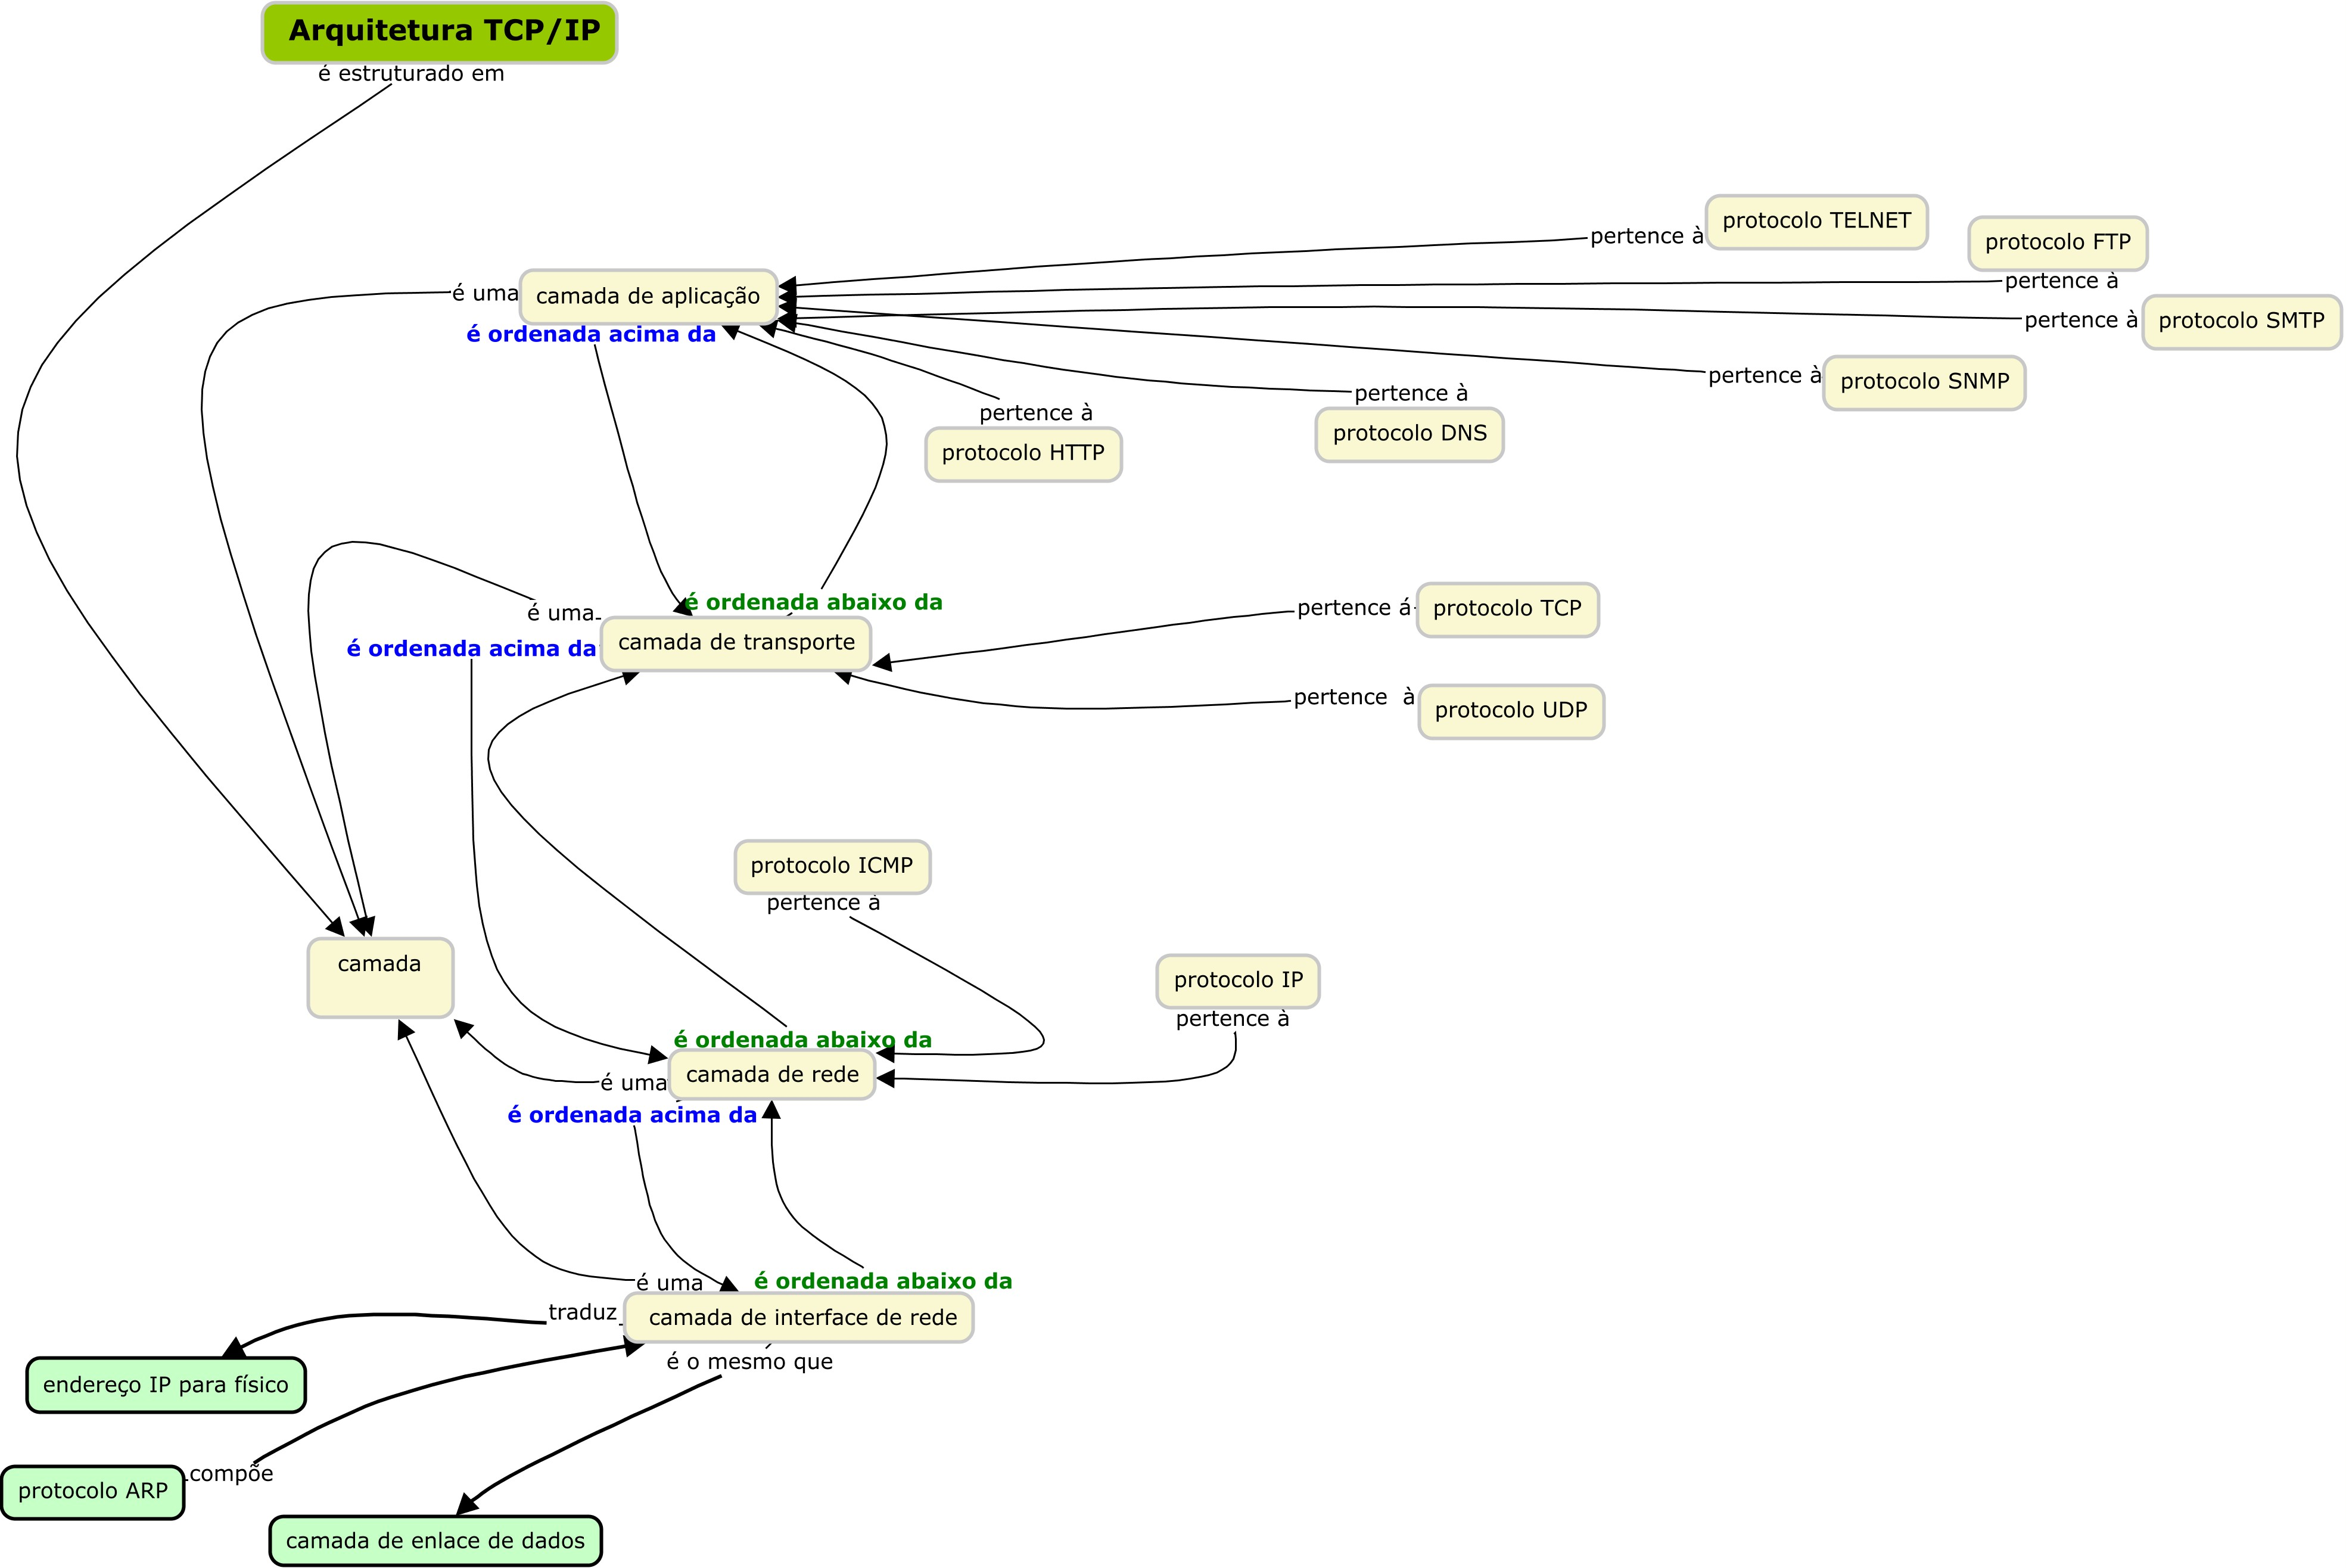 Arquitetura TCP/IP
é estruturado em
protocolo TELNET
pertence à
protocolo FTP
pertence à
é uma
camada de aplicação
é ordenada acima da
pertence à
protocolo SMTP
pertence à
protocolo SNMP
pertence à
protocolo DNS
pertence à
protocolo HTTP
é ordenada abaixo da
é uma
camada de transporte
é ordenada acima da
pertence á
protocolo TCP
pertence à
protocolo UDP
protocolo ICMP
pertence à
camada
protocolo IP
pertence à
é ordenada abaixo da
camada de rede
é uma
é ordenada acima da
é uma
é ordenada abaixo da
traduz
camada de interface de rede
é o mesmo que
endereço IP para físico
compõe
protocolo ARP
camada de enlace de dados